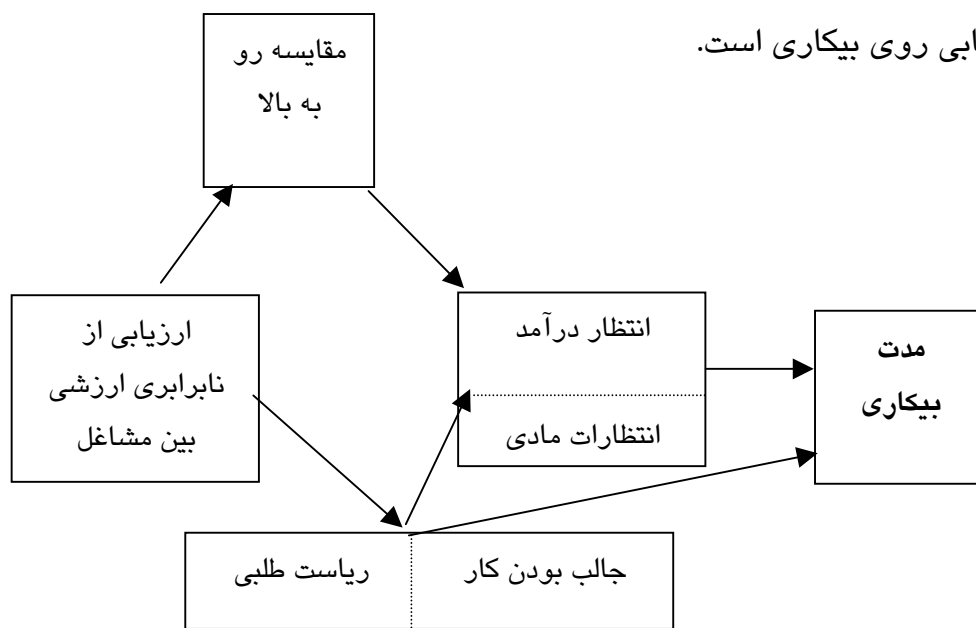 روی بیکاری است.
مقایسه رو
به بالا
انتظار درآمد
انتظارات مادی
ارزیابی از
نابرابری ارزشی
بین مشاغل
مدت
بیکاری
جالب بودن کار
ریاست طلبی